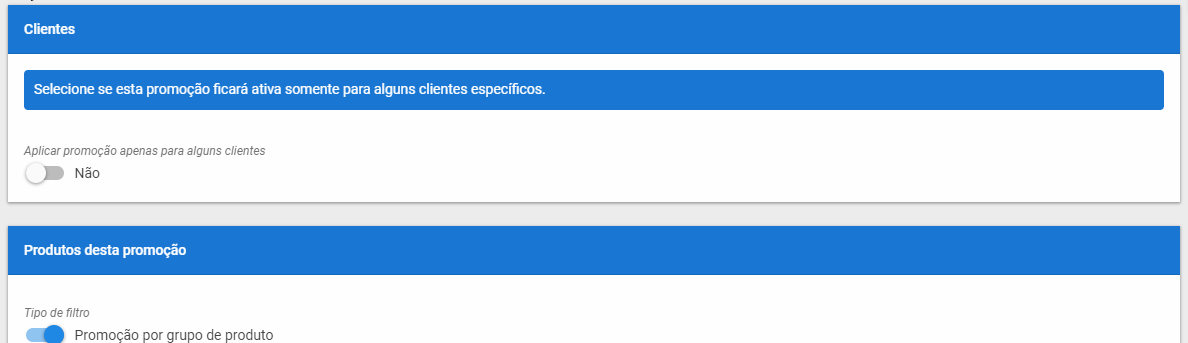 Clientes
Selecione se esta promoção ficará ativa somente para alguns clientes específicos.
Aplicar promoção apenas para alguns clientes
Não
Produtos desta promoção
Tipo de filtro
Promoção por grupo de produto